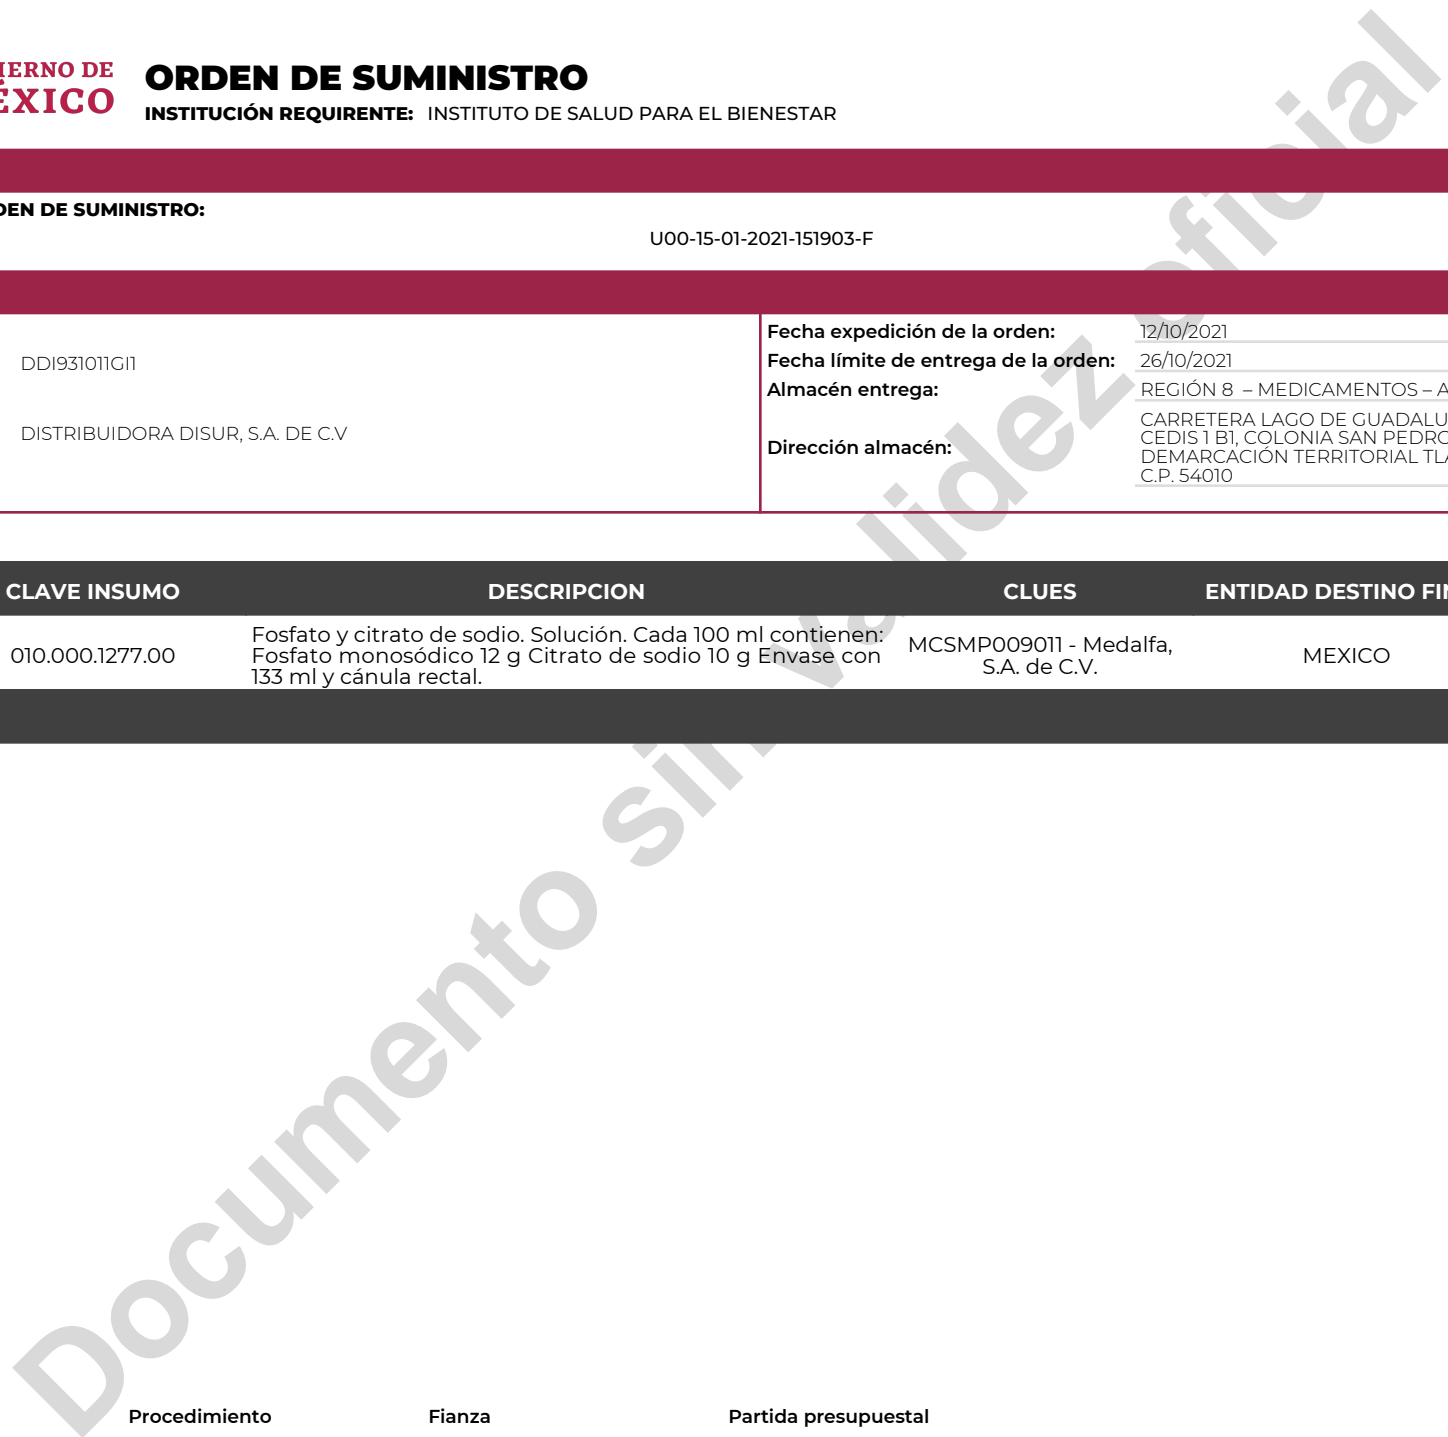 IERNO DE
ÉXICO
ORDEN DE SUMINISTRO
INSTITUCIÓN REQUIRENTE: INSTITUTO DE SALUD PARA EL BIENESTAR
DEN DE SUMINISTRO:
U00-15-01-2021-151903-F
DDI931011GI1
DISTRIBUIDORA DISUR, S.A. DE C.V
Fecha expedición de la orden: 12/10/2021
Fecha límite de entrega de la orden: 26/10/2021
Almacén entrega: REGIÓN 8 – MEDICAMENTOS – A
Dirección almacén:
CARRETERA LAGO DE GUADALU
CEDIS 1 B1, COLONIA SAN PEDRO
DEMARCACIÓN TERRITORIAL TLA
C.P. 54010
CLAVE INSUMO DESCRIPCION CLUES ENTIDAD DESTINO FIN
010.000.1277.00
Fosfato y citrato de sodio. Solución. Cada 100 ml contienen:
Fosfato monosódico 12 g Citrato de sodio 10 g Envase con
133 ml y cánula rectal.
MCSMP009011 - Medalfa,
S.A. de C.V.
MEXICO
Documento sin validez oficial
Procedimiento Fianza Partida presupuestal